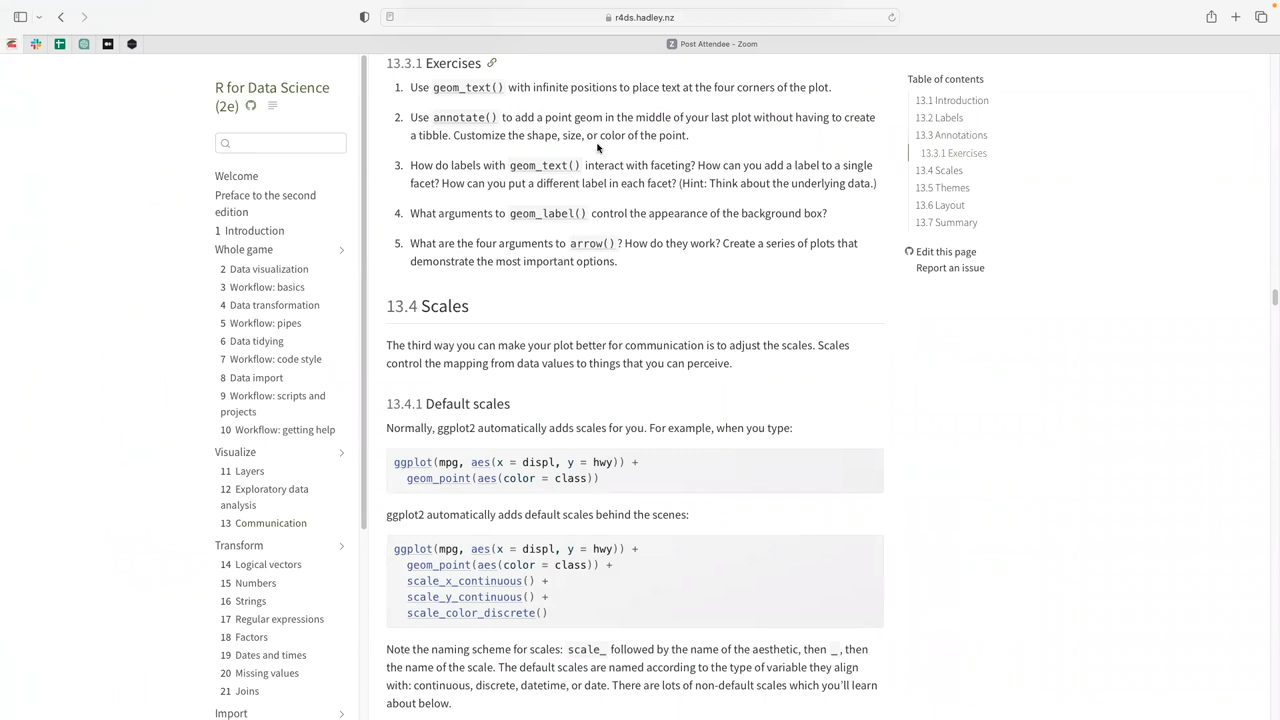 r4ds.hadley.nz
Post Attendee - Zoom
R for Data Science
(2e)
Welcome
Preface to the second
edition
1 Introduction
Whole game
2 Data visualization
3 Workflow: basics
4 Data transformation
5 Workflow: pipes
6 Data tidying
7 Workflow: code style
8 Data import
9 Workflow: scripts and
projects
10 Workflow: getting help
Visualize
11 Layers
12 Exploratory data
analysis
13 Communication
Transform
14 Logical vectors
15 Numbers
16 Strings
17 Regular expressions
18 Factors
19 Dates and times
20 Missing values
21 Joins
Import
13.3.1 Exercises
1. Use geom_text() with infinite positions to place text at the four corners of the plot.
2. Use annotate() to add a point geom in the middle of your last plot without having to create
a tibble. Customize the shape, size, or color of the point.
3. How do labels with geom_text() interact with faceting? How can you add a label to a single
facet? How can you put a different label in each facet? (Hint: Think about the underlying data.)
4. What arguments to geom_label() control the appearance of the background box?
5. What are the four arguments to arrow()? How do they work? Create a series of plots that
demonstrate the most important options.
13.4 Scales
The third way you can make your plot better for communication is to adjust the scales. Scales
control the mapping from data values to things that you can perceive.
13.4.1 Default scales
Normally, ggplot2 automatically adds scales for you. For example, when you type:
ggplot(mpg, aes(x = displ, y = hwy)) +
geom_point(aes(color = class))
ggplot2 automatically adds default scales behind the scenes:
ggplot(mpg, aes(x = displ, y = hwy)) +
geom_point(aes(color = class)) +
scale_x_continuous() +
scale_y_continuous() +
scale_color_discrete()
Note the naming scheme for scales: scale_ followed by the name of the aesthetic, then _, then
the name of the scale. The default scales are named according to the type of variable they align
with: continuous, discrete, datetime, or date. There are lots of non-default scales which you'll learn
about below.
Table of contents
13.1 Introduction
13.2 Labels
13.3 Annotations
13.3.1 Exercises
13.4 Scales
13.5 Themes
13.6 Layout
13.7 Summary
Edit this page
Report an issue